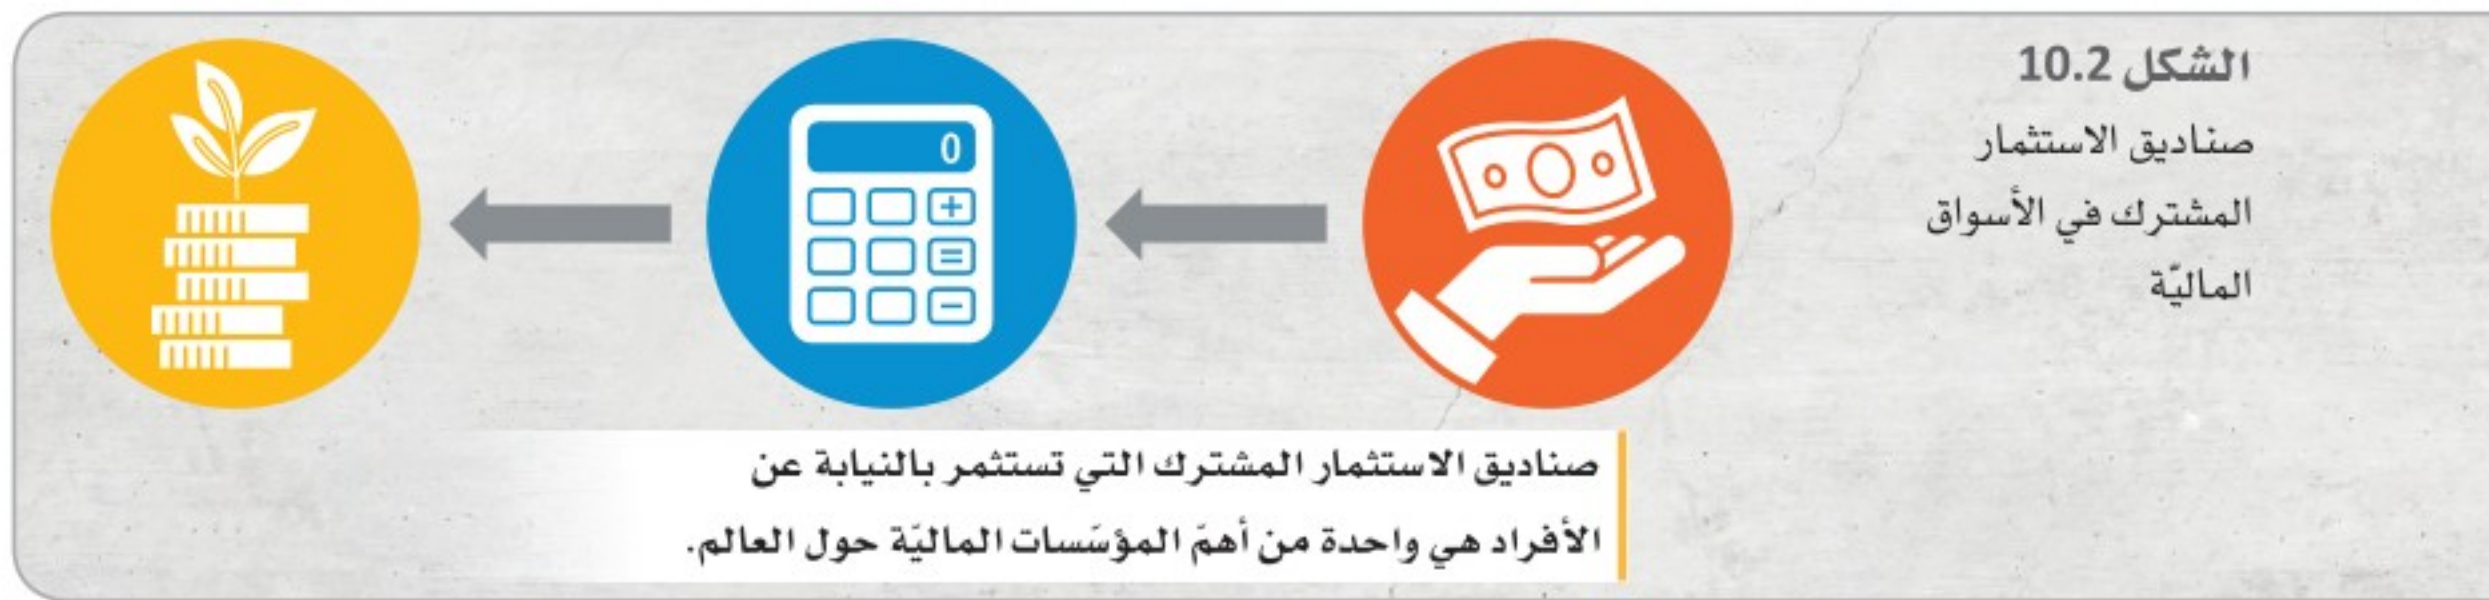 الشكل 10.2
صناديق الاستثمار
المشترك في الأسواق
الماليّة
0
+
=
−
صناديق الاستثمار المشترك التي تستثمر بالنيابة عن
الأفراد هي واحدة من أهمّ المؤسّسات الماليّة حول العالم.